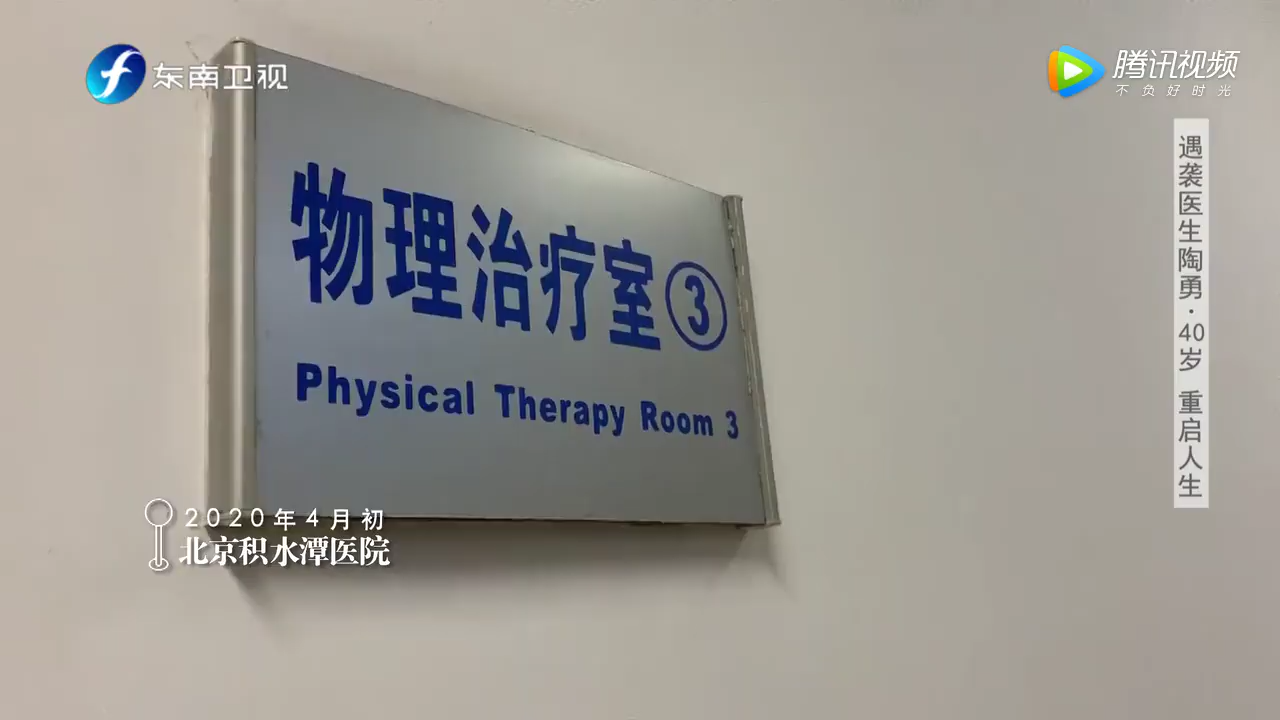 东南卫视
腾讯视频
不负好时光
遇袭医生陶勇·40岁 重启人生
物理治疗室③
Physical Therapy Room 3
2020年4月初
北京积水潭医院